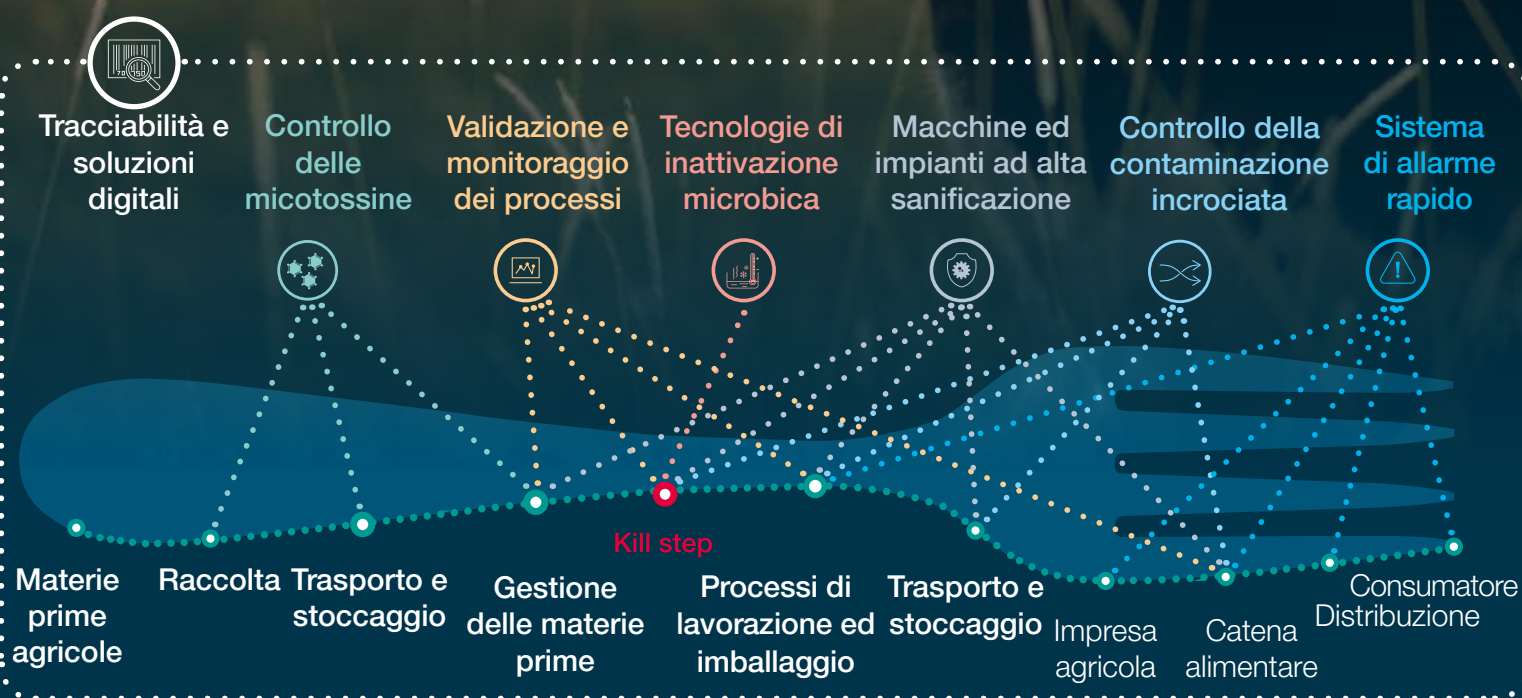 Tracciabilità e
soluzioni
digitali
Controllo
delle
micotossine
Validazione e
monitoraggio
dei processi
Tecnologie di
inattivazione
microbica
Macchine ed
impianti ad alta
sanificazione
Controllo della
contaminazione
incrociata
Sistema
di allarme
rapido
Kill step
Materie
prime
agricole
Raccolta
Trasporto e
stoccaggio
Gestione
delle materie
prime
Processi di
lavorazione ed
imballaggio
Trasporto e
stoccaggio
Impresa
agricola
Catena
alimentare
Distribuzione
Consumatore